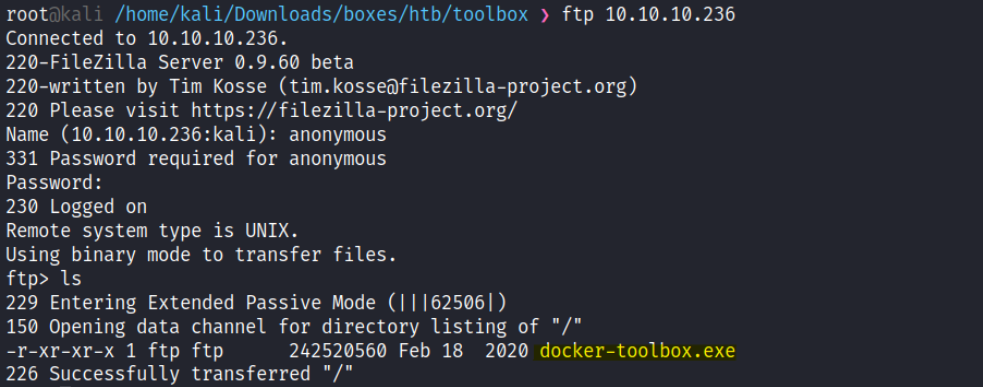 root@kali /home/kali/Downloads/boxes/htb/toolbox ❯ ftp 10.10.10.236
Connected to 10.10.10.236.
220-FileZilla Server 0.9.60 beta
220-written by Tim Kosse (tim.kosse@filezilla-project.org)
220 Please visit https://filezilla-project.org/
Name (10.10.10.236:kali): anonymous
331 Password required for anonymous
Password:
230 Logged on
Remote system type is UNIX.
Using binary mode to transfer files.
ftp> ls
229 Entering Extended Passive Mode (|||62506|)
150 Opening data channel for directory listing of "/"
-r-xr-xr-x 1 ftp ftp      242520560 Feb 18  2020 docker-toolbox.exe
226 Successfully transferred "/"